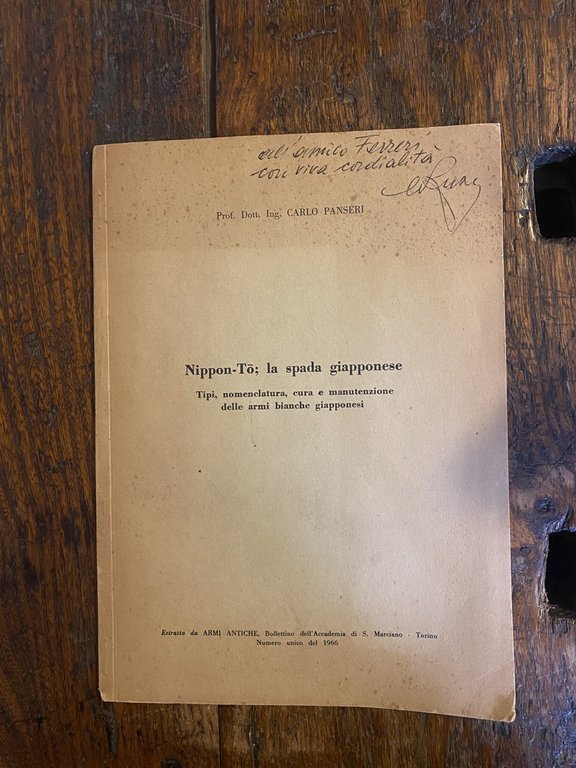 all'amico Ferreri
con viva cordialità
Prof. Dott. Ing. CARLO PANSERI
Nippon-Tō; la spada giapponese
Tipi, nomenclatura, cura e manutenzione
delle armi bianche giapponesi
Estratto da ARMI ANTICHE, Bollettino dell'Accademia di S. Marciano - Torino
Numero unico del 1966